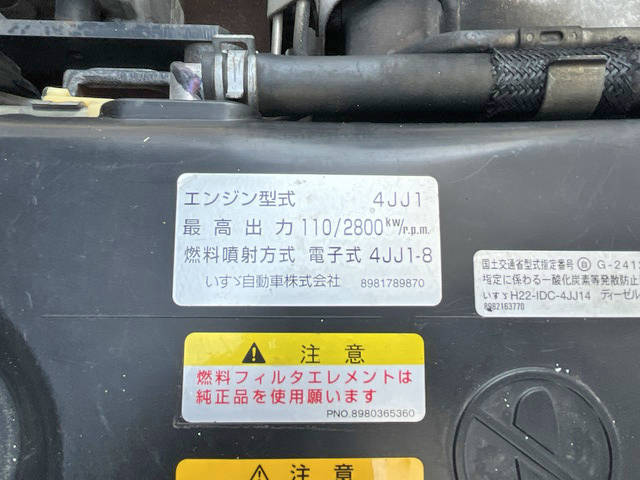 エンジン型式 4JJ1
最高出力 110/2800kw/r.p.m.
燃料噴射方式 電子式 4JJ1-8
いすゞ自動車株式会社 8981789870
国土交通省型式指定番号 Ⓑ G-241
指定に係わる一酸化炭素等発散防止
いすゞH22-IDC-4JJ14 ディーゼル
8982163770
注意
燃料フィルタエレメントは
純正品を使用願います
PNO.8980365360
注意